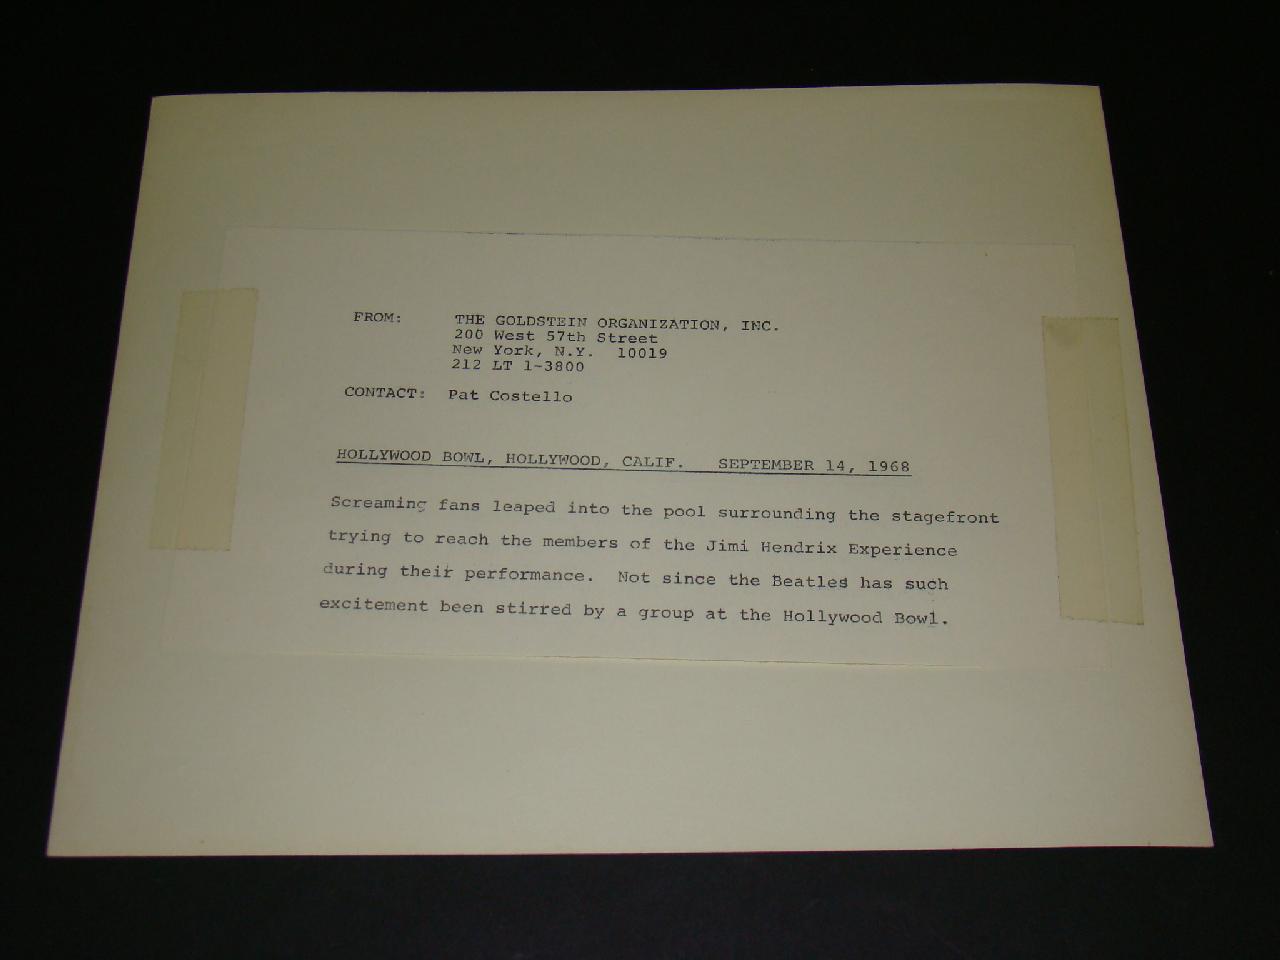 FROM: THE GOLDSTEIN ORGANIZATION, INC.
200 West 57th Street
New York, N.Y. 10019
212 LT 1-3800
CONTACT: Pat Costello
HOLLYWOOD BOWL, HOLLYWOOD, CALIF. SEPTEMBER 14, 1968
Screaming fans leaped into the pool surrounding the stagefront
trying to reach the members of the Jimi Hendrix Experience
during their performance. Not since the Beatles has such
excitement been stirred by a group at the Hollywood Bowl.